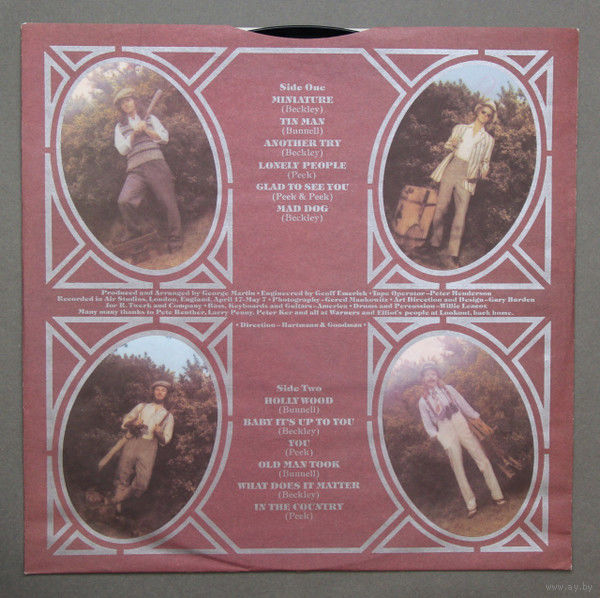 Side One
MINIATURE
(Beckley)
TIN MAN
(Bunnell)
ANOTHER TRY
(Beckley)
LONELY PEOPLE
(Peek)
GLAD TO SEE YOU
(Peek & Peek)
MAD DOG
(Beckley)
Produced and Arranged by George Martin • Engineered by Geoff Emerick • Tape Operator–Peter Henderson
Recorded in Air Studios, London, England, April 17-May 7 • Photography–Gered Mankowitz • Art Direction and Design–Gary Burden
for R. Twerk and Company • Bass, Keyboards and Guitars–America • Drums and Percussion–Willie Leacox
Many many thanks to Pete Reuther, Larry Penny, Peter Ker and all at Warners and Elliot's people at Lookout, back home.
• Direction–Hartmann & Goodman •
Side Two
HOLLYWOOD
(Bunnell)
BABY IT'S UP TO YOU
(Beckley)
YOU
(Peek)
OLD MAN TOOK
(Bunnell)
WHAT DOES IT MATTER
(Beckley)
IN THE COUNTRY
(Peek)
www.ay.by